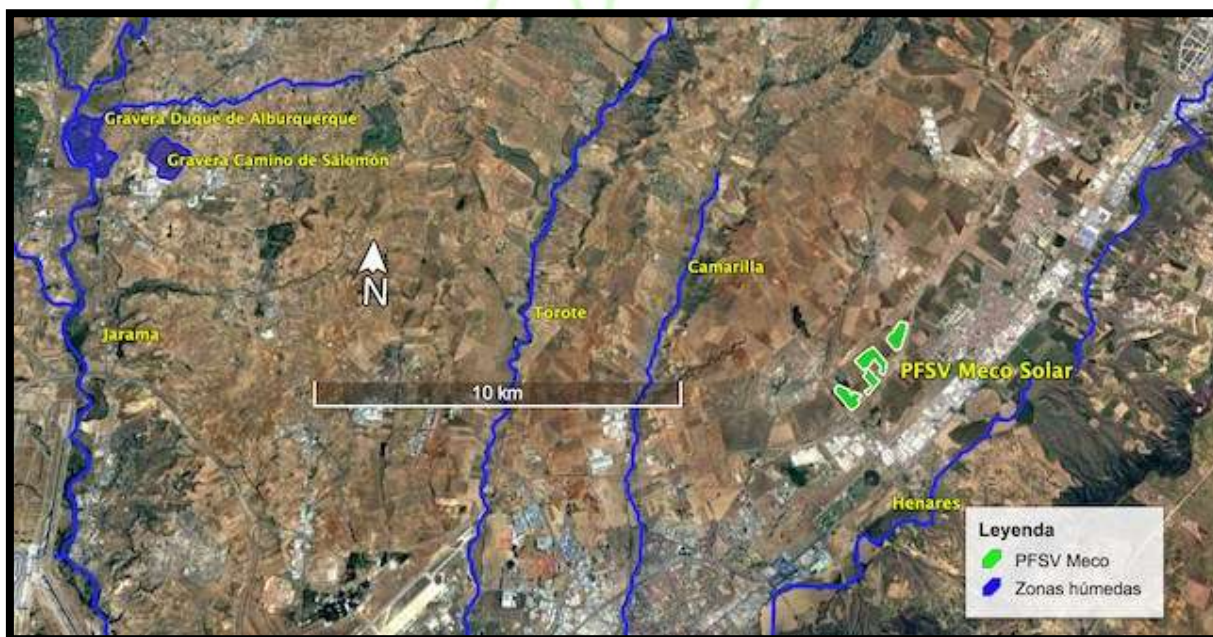 Gravera Duque de Alburquerque
Gravera Camino de Sálomón
Camarilla
N
Torote
Jarama
PFSV Meco Solar
10 km
Henares
Leyenda
PFSV Meco
Zonas húmedas